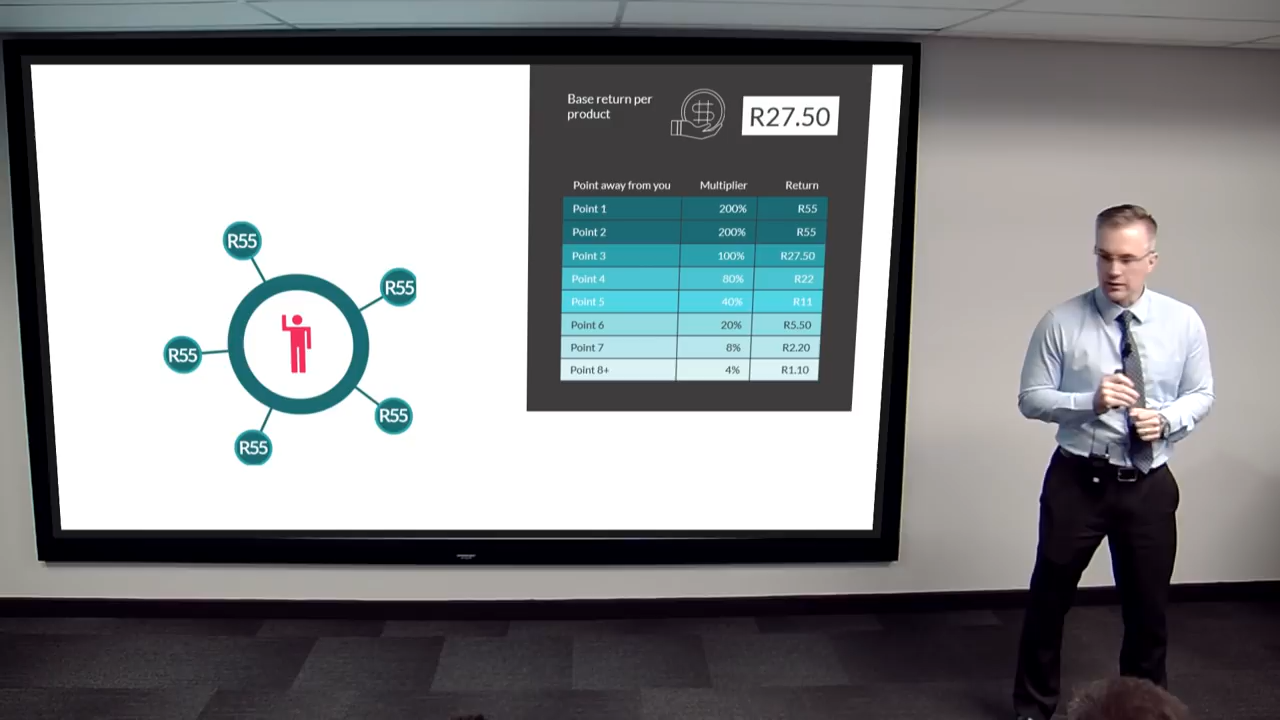 Base return per
product
R27.50
Point away from you Multiplier Return
Point 1 200% R55
Point 2 200% R55
Point 3 100% R27.50
Point 4 80% R22
Point 5 40% R11
Point 6 20% R5.50
Point 7 8% R2.20
Point 8+ 4% R1.10
R55
R55
R55
R55
R55